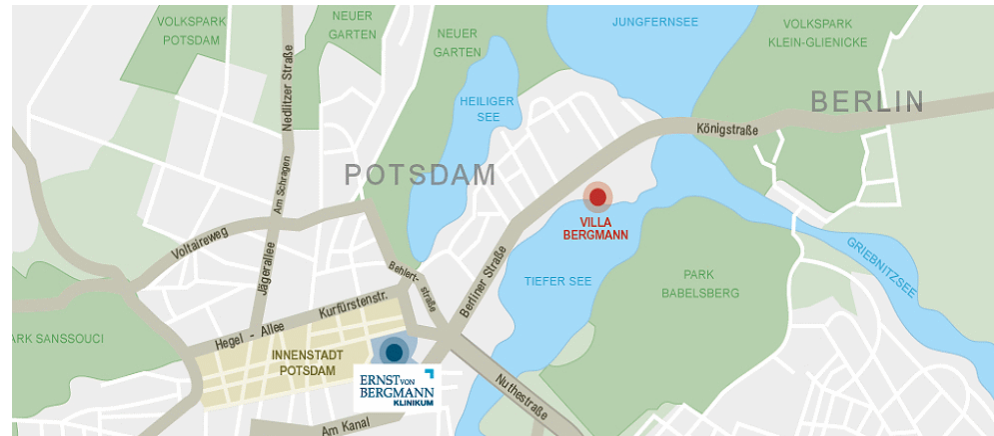 VOLKSPARK
POTSDAM
NEUER
GARTEN
NEUER
GARTEN
JUNGFERNSEE
VOLKSPARK
KLEIN-GLIENICKE
Nedlitzer Straße
HEILIGER
SEE
BERLIN
Königstraße
Am Schragen
POTSDAM
VILLA
BERGMANN
Voltaireweg
Jägerallee
Behlert-
straße
Berliner Straße
TIEFER SEE
PARK
BABELSBERG
GRIEBNITZSEE
Kurfürstenstr.
Hegel - Allee
ARK SANSSOUCI
INNENSTADT
POTSDAM
ERNST VON
BERGMANN
KLINIKUM
Nuthestraße
Am Kanal